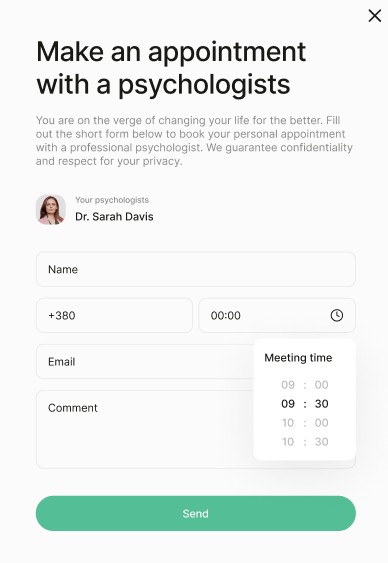 Make an appointment
with a psychologists
You are on the verge of changing your life for the better. Fill
out the short form below to book your personal appointment
with a professional psychologist. We guarantee confidentiality
and respect for your privacy.
Your psychologists
Dr. Sarah Davis
Name
+380
00:00
Email
Meeting time
09 : 00
09 : 30
10 : 00
10 : 30
Comment
Send